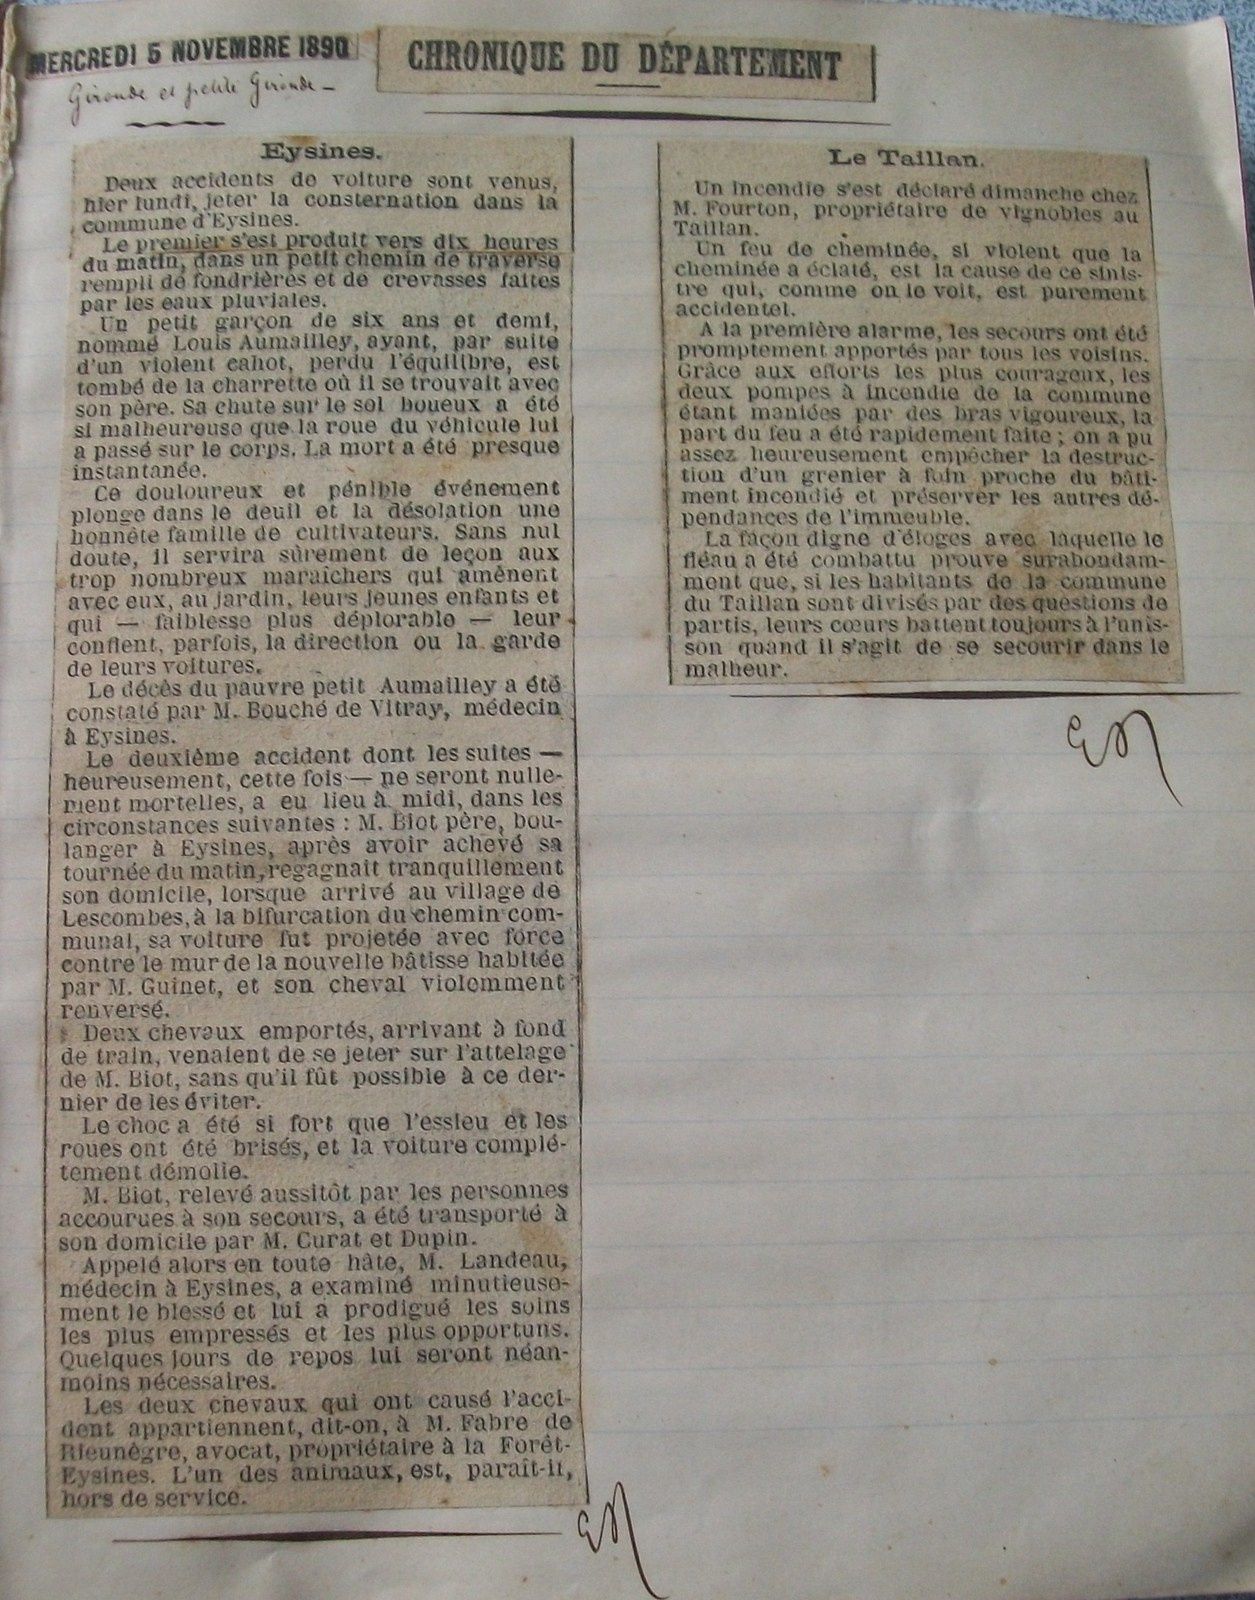 MERCREDI 5 NOVEMBRE 1890
Gironde et petite Gironde —
CHRONIQUE DU DÉPARTEMENT
Eysines.
Deux accidents de voiture sont venus,
hier lundi, jeter la consternation dans la
commune d'Eysines.
Le premier s'est produit vers dix heures
du matin, dans un petit chemin de traverse
rempli de fondrières et de crevasses faites
par les eaux pluviales.
Un petit garçon de six ans et demi,
nommé Louis Aumailley, ayant, par suite
d'un violent cahot, perdu l'équilibre, est
tombé de la charrette où il se trouvait avec
son père. Sa chute sur le sol boueux a été
si malheureuse que la roue du véhicule lui
a passé sur le corps. La mort a été presque
instantanée.
Ce douloureux et pénible événement
plonge dans le deuil et la désolation une
honnête famille de cultivateurs. Sans nul
doute, il servira sûrement de leçon aux
trop nombreux maraîchers qui amènent
avec eux, au jardin, leurs jeunes enfants et
qui — faiblesse plus déplorable — leur
confient, parfois, la direction ou la garde
de leurs voitures.
Le décès du pauvre petit Aumailley a été
constaté par M. Bouché de Vitray, médecin
à Eysines.
Le deuxième accident dont les suites —
heureusement, cette fois — ne seront nulle-
ment mortelles, a eu lieu à midi, dans les
circonstances suivantes : M. Biot père, bou-
langer à Eysines, après avoir achevé sa
tournée du matin, regagnait tranquillement
son domicile, lorsque arrivé au village de
Lescombes, à la bifurcation du chemin com-
munal, sa voiture fut projetée avec force
contre le mur de la nouvelle bâtisse habitée
par M. Guinet, et son cheval violemment
renversé.
Deux chevaux emportés, arrivant à fond
de train, venaient de se jeter sur l'attelage
de M. Biot, sans qu'il fût possible à ce der-
nier de les éviter.
Le choc a été si fort que l'essieu et les
roues ont été brisés, et la voiture complé-
tement démolie.
M. Biot, relevé aussitôt par les personnes
accourues à son secours, a été transporté à
son domicile par M. Curat et Dupin.
Appelé alors en toute hâte, M. Landeau,
médecin à Eysines, a examiné minutieuse-
ment le blessé et lui a prodigué les soins
les plus empressés et les plus opportuns.
Quelques jours de repos lui seront néan-
moins nécessaires.
Les deux chevaux qui ont causé l'acci-
dent appartiennent, dit-on, à M. Fabre de
Rieunègre, avocat, propriétaire à la Forêt-
Eysines. L'un des animaux, est, paraît-il,
hors de service.
Le Taillan.
Un incendie s'est déclaré dimanche chez
M. Fourton, propriétaire de vignobles au
Taillan.
Un feu de cheminée, si violent que la
cheminée a éclaté, est la cause de ce sinis-
tre qui, comme on le voit, est purement
accidentel.
A la première alarme, les secours ont été
promptement apportés par tous les voisins.
Grâce aux efforts les plus courageux, les
deux pompes à incendie de la commune
étant maniées par des bras vigoureux, la
part du feu a été rapidement faite ; on a pu
assez heureusement empêcher la destruc-
tion d'un grenier à foin proche du bâti-
ment incendié et préserver les autres dé-
pendances de l'immeuble.
La façon digne d'éloges avec laquelle le
fléau a été combattu prouve surabondam-
ment que, si les habitants de la commune
du Taillan sont divisés par des questions de
partis, leurs cœurs battent toujours à l'unis-
son quand il s'agit de se secourir dans le
malheur.